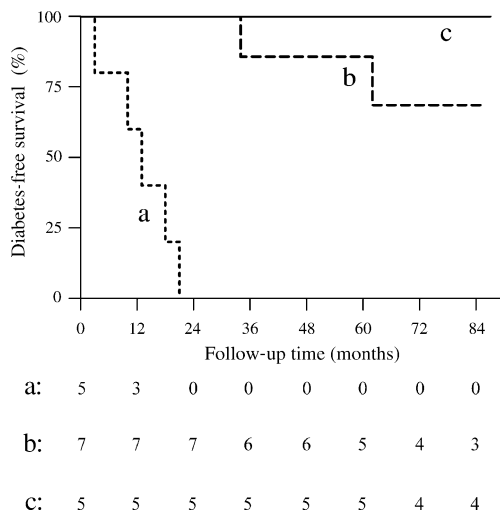 100
c
75
b
50
a
25
0
Diabetes-free survival (%)
0 12 24 36 48 60 72 84
Follow-up time (months)
a: 5 3 0 0 0 0 0 0
b: 7 7 7 6 6 5 4 3
c: 5 5 5 5 5 5 4 4